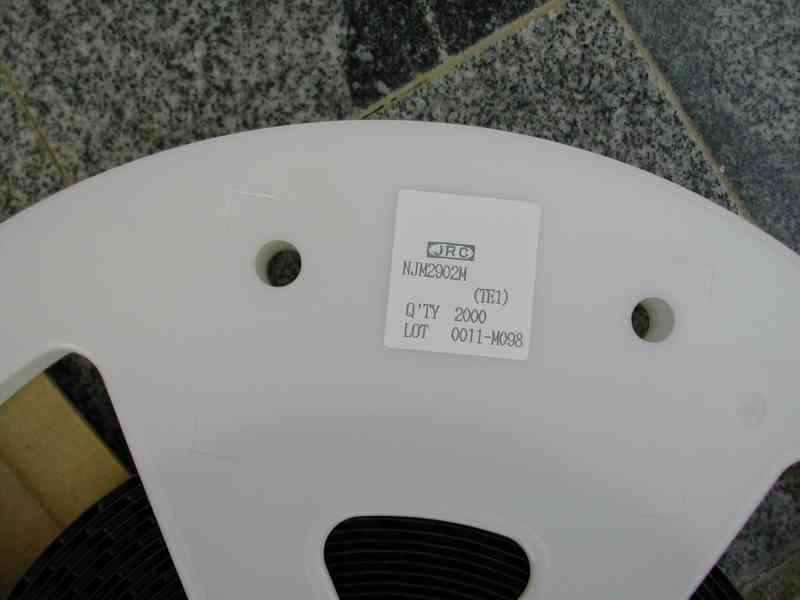 JRC
NJM2902M
(TE1)
Q'TY 2000
LOT 0011-M098